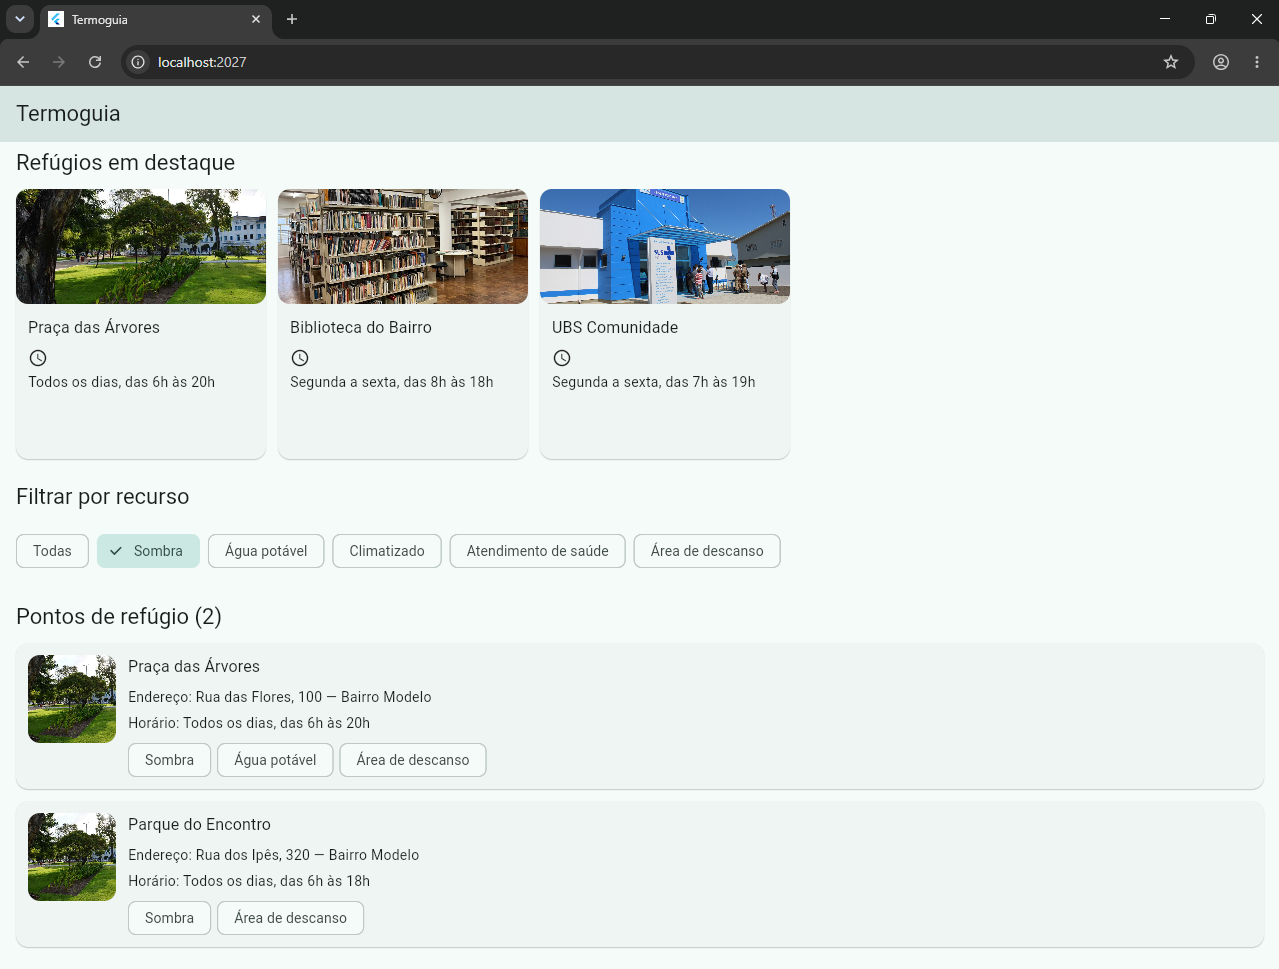 Termoguia
localhost:2027
Termoguia
Refúgios em destaque
Praça das Árvores
Todos os dias, das 6h às 20h
Biblioteca do Bairro
Segunda a sexta, das 8h às 18h
UBS Comunidade
Segunda a sexta, das 7h às 19h
Filtrar por recurso
Todas
Sombra
Água potável
Climatizado
Atendimento de saúde
Área de descanso
Pontos de refúgio (2)
Praça das Árvores
Endereço: Rua das Flores, 100 — Bairro Modelo
Horário: Todos os dias, das 6h às 20h
Sombra
Água potável
Área de descanso
Parque do Encontro
Endereço: Rua dos Ipês, 320 — Bairro Modelo
Horário: Todos os dias, das 6h às 18h
Sombra
Área de descanso